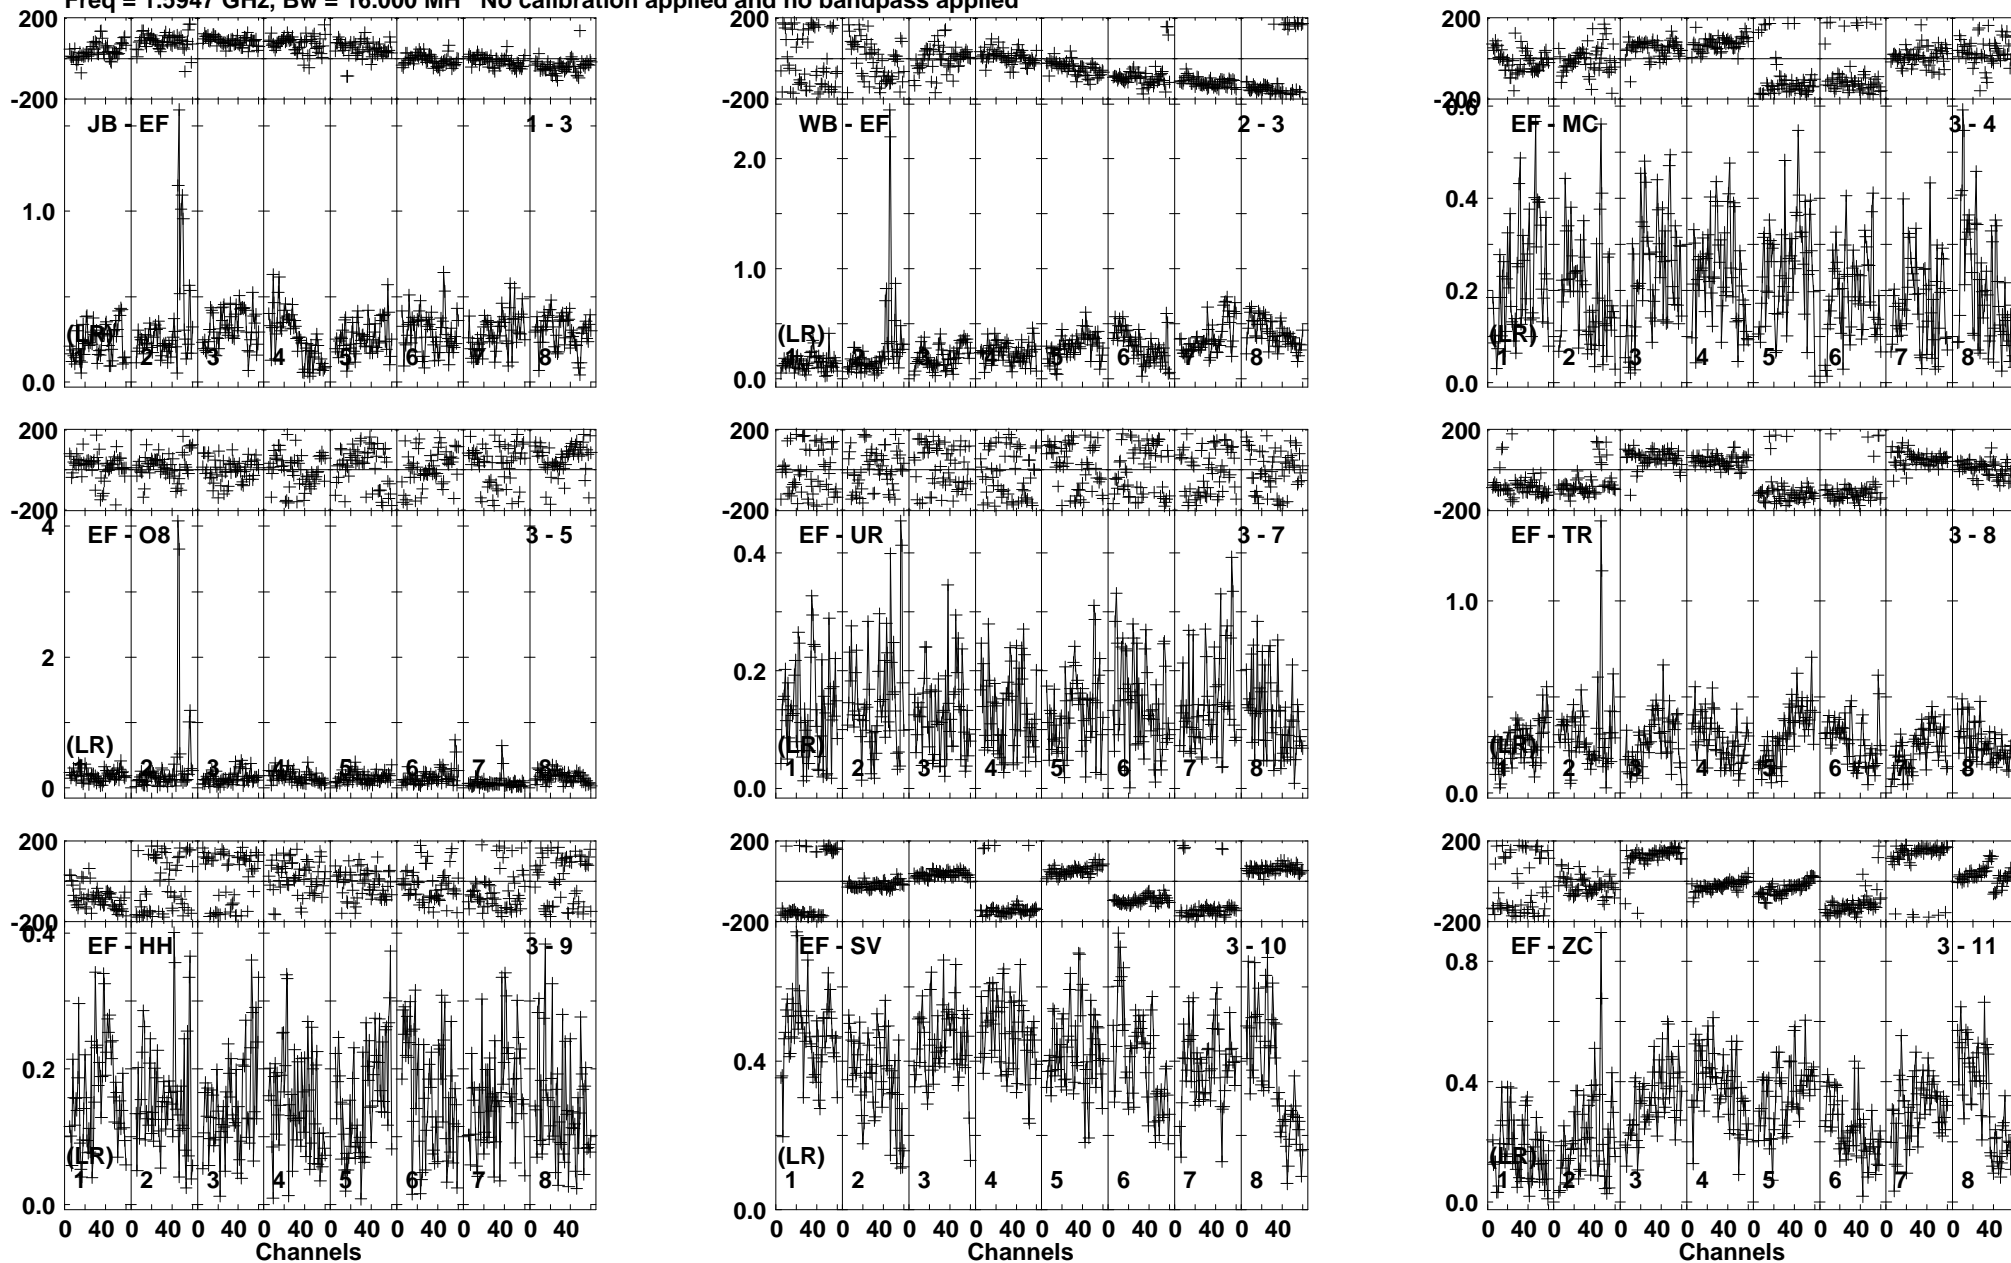 Freq = 1.5947 GHz, Bw = 16.000 MH No calibration applied and no bandpass applied
200 200 200
-200 -200 -200
JB - EF 1 - 3 WB - EF 2 - 3 0.6 EF - MC 3 - 4
1.0 2.0 0.4
1.0 0.2
(LR) (LR) (LR)
1 2 3 4 5 6 7 8 1 2 3 4 5 6 7 8 1 2 3 4 5 6 7 8
0.0 0.0 0.0
200 200 200
-200 -200 -200
4 EF - O8 3 - 5 0.4 EF - UR 3 - 7 EF - TR 3 - 8
2 0.2 1.0
(LR) (LR) (LR)
1 2 3 4 5 6 7 8 1 2 3 4 5 6 7 8 1 2 3 4 5 6 7 8
0 0.0 0.0
200 200 200
-200 -200 -200
0.4 EF - HH 3 - 9 EF - SV 3 - 10 EF - ZC 3 - 11
0.2 0.4 0.8
0.4
(LR) (LR) (LR)
1 2 3 4 5 6 7 8 1 2 3 4 5 6 7 8 1 2 3 4 5 6 7 8
0.0 0.0 0.0
0 40 0 40 0 40 0 40 0 40 0 40 0 40 0 40 0 40 0 40 0 40 0 40 0 40 0 40 0 40 0 40 0 40 0 40 0 40 0 40 0 40 0 40 0 40 0 40
Channels Channels